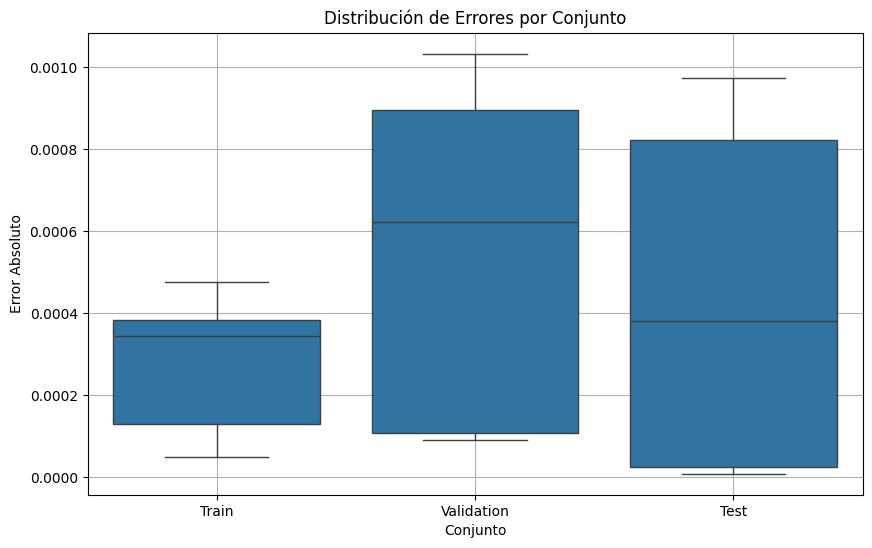 Distribución de Errores por Conjunto
0.0010
0.0008
0.0006
0.0004
0.0002
0.0000
Error Absoluto
Train
Validation
Test
Conjunto